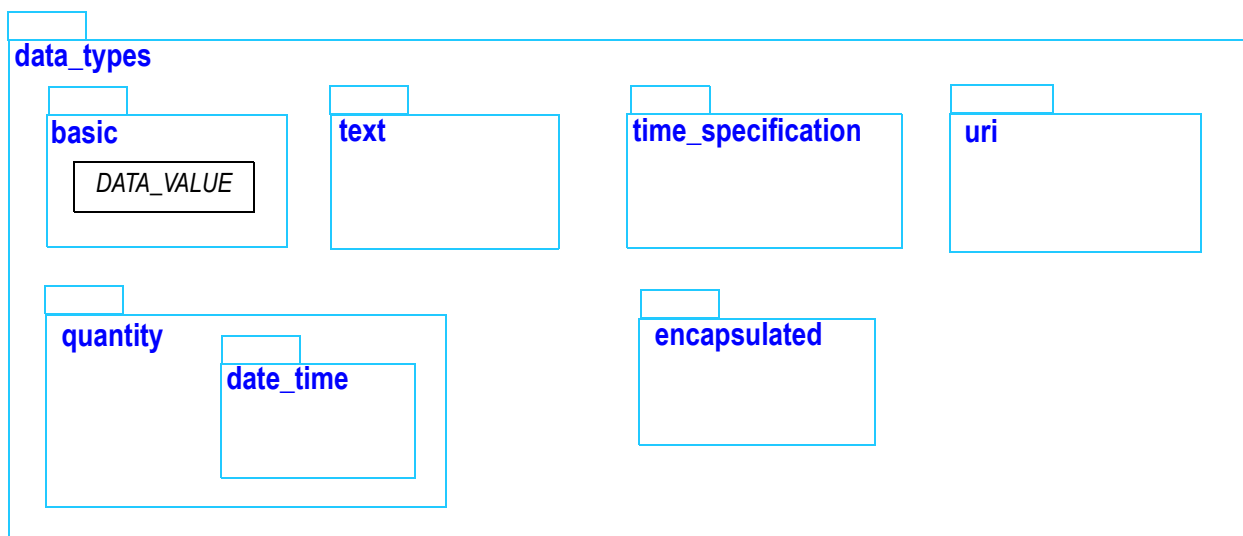 data_types
basic
text
time_specification
uri
DATA_VALUE
quantity
encapsulated
date_time